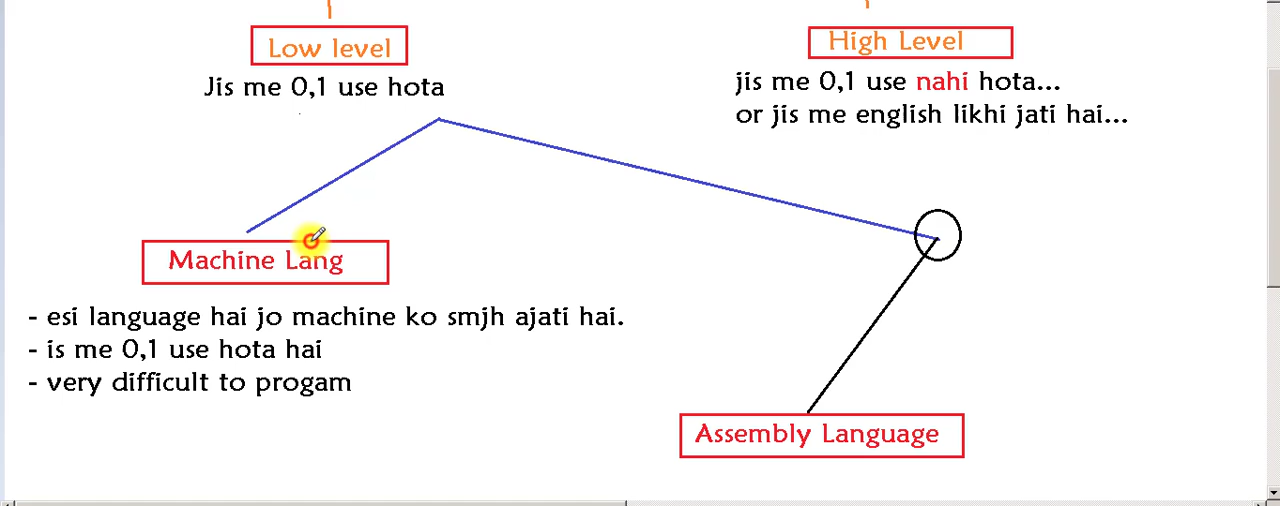 Low level
Jis me 0,1 use hota
High Level
jis me 0,1 use nahi hota...
or jis me english likhi jati hai...
Machine Lang
- esi language hai jo machine ko smjh ajati hai.
- is me 0,1 use hota hai
- very difficult to progam
Assembly Language